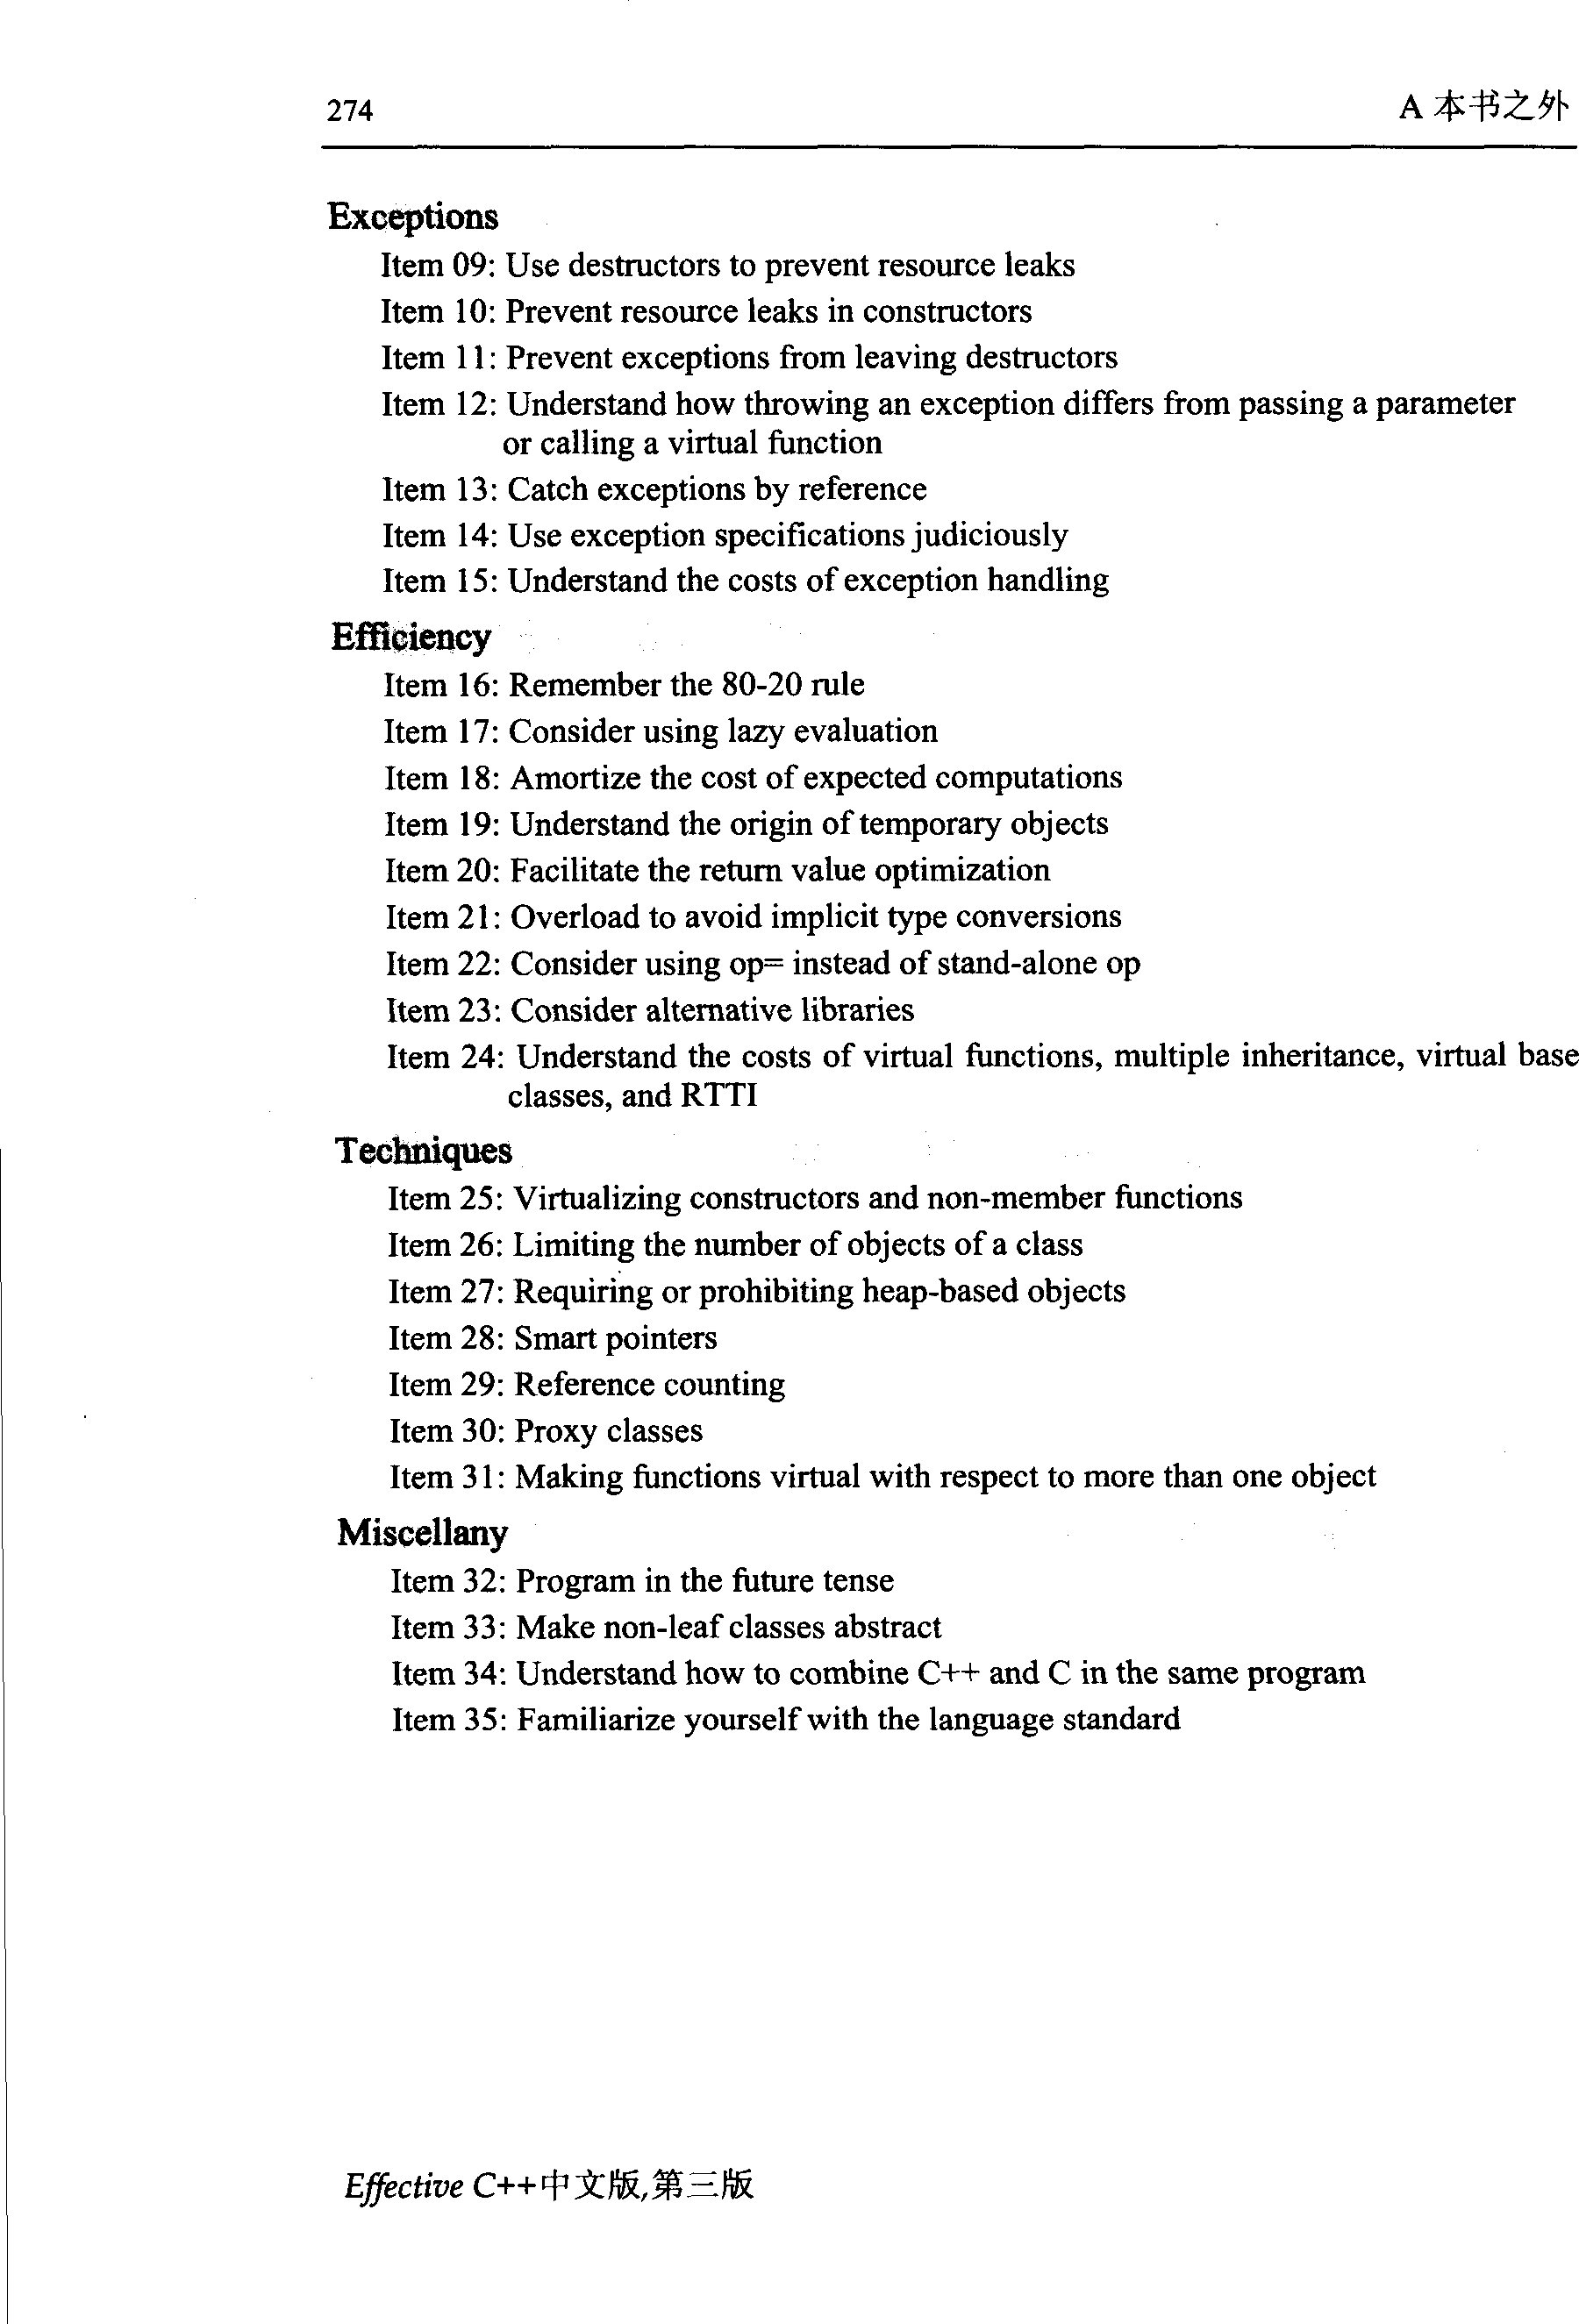 274
A 本书之外
Exceptions
Item 09: Use destructors to prevent resource leaks
Item 10: Prevent resource leaks in constructors
Item 11: Prevent exceptions from leaving destructors
Item 12: Understand how throwing an exception differs from passing a parameter
or calling a virtual function
Item 13: Catch exceptions by reference
Item 14: Use exception specifications judiciously
Item 15: Understand the costs of exception handling
Efficiency
Item 16: Remember the 80-20 rule
Item 17: Consider using lazy evaluation
Item 18: Amortize the cost of expected computations
Item 19: Understand the origin of temporary objects
Item 20: Facilitate the return value optimization
Item 21: Overload to avoid implicit type conversions
Item 22: Consider using op= instead of stand-alone op
Item 23: Consider alternative libraries
Item 24: Understand the costs of virtual functions, multiple inheritance, virtual base
classes, and RTTI
Techniques
Item 25: Virtualizing constructors and non-member functions
Item 26: Limiting the number of objects of a class
Item 27: Requiring or prohibiting heap-based objects
Item 28: Smart pointers
Item 29: Reference counting
Item 30: Proxy classes
Item 31: Making functions virtual with respect to more than one object
Miscellany
Item 32: Program in the future tense
Item 33: Make non-leaf classes abstract
Item 34: Understand how to combine C++ and C in the same program
Item 35: Familiarize yourself with the language standard
Effective C++中文版,第三版